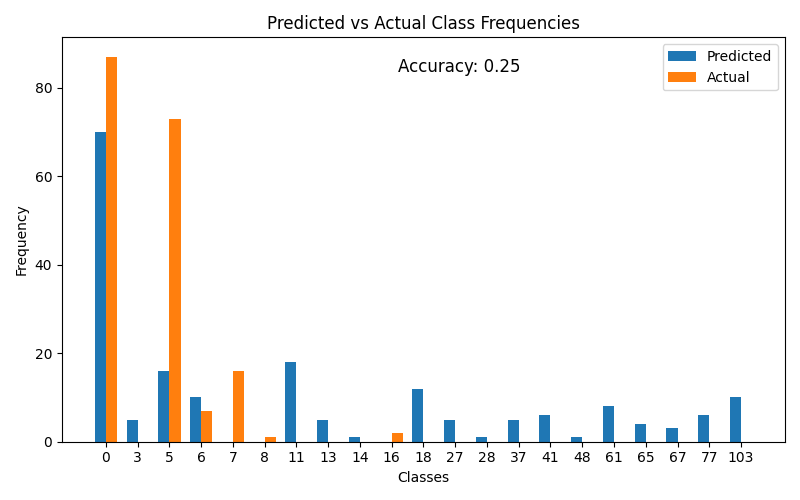 Predicted vs Actual Class Frequencies
Accuracy: 0.25
Predicted
Actual
Frequency
80
60
40
20
0
0 3 5 6 7 8 11 13 14 16 18 27 28 37 41 48 61 65 67 77 103
Classes